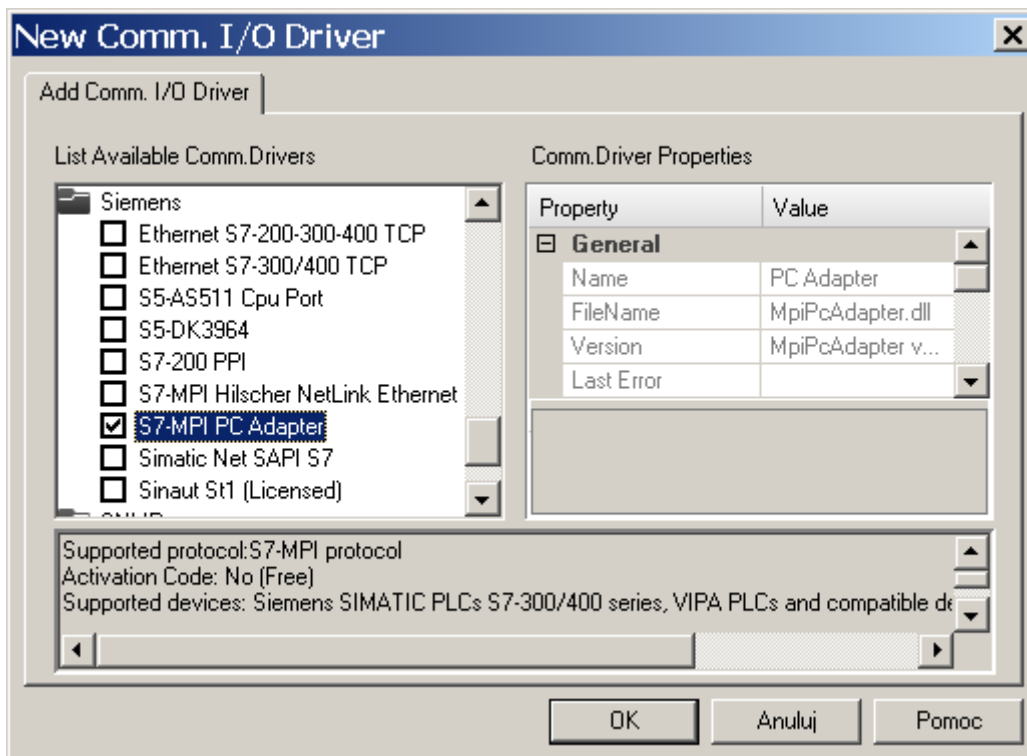 New Comm. I/O Driver
Add Comm. I/O Driver
List Available Comm.Drivers
Siemens
Ethernet S7-200-300-400 TCP
Ethernet S7-300/400 TCP
S5-AS511 Cpu Port
S5-DK3964
S7-200 PPI
S7-MPI Hilscher NetLink Ethernet
S7-MPI PC Adapter
Simatic Net SAPI S7
Sinaut St1 (Licensed)
Comm.Driver Properties
Property Value
General
Name PC Adapter
FileName MpiPcAdapter.dll
Version MpiPcAdapter v...
Last Error
Supported protocol:S7-MPI protocol
Activation Code: No (Free)
Supported devices: Siemens SIMATIC PLCs S7-300/400 series, VIPA PLCs and compatible de
OK Anuluj Pomoc